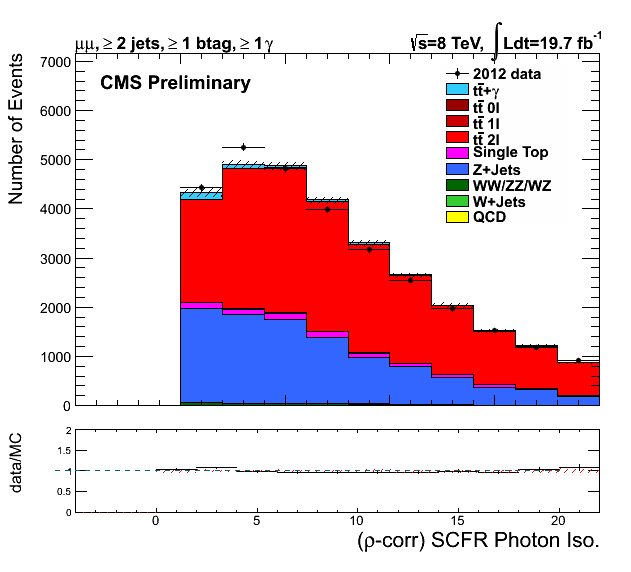 μμ, ≥ 2 jets, ≥ 1 btag, ≥ 1γ √s=8 TeV, ∫Ldt=19.7 fb⁻¹
CMS Preliminary
2012 data
tt̄+γ
tt̄ 0l
tt̄ 1l
tt̄ 2l
Single Top
Z+Jets
WW/ZZ/WZ
W+Jets
QCD
Number of Events
7000
6000
5000
4000
3000
2000
1000
0
data/MC
2
1.5
1
0.5
0
0 5 10 15 20
(ρ-corr) SCFR Photon Iso.